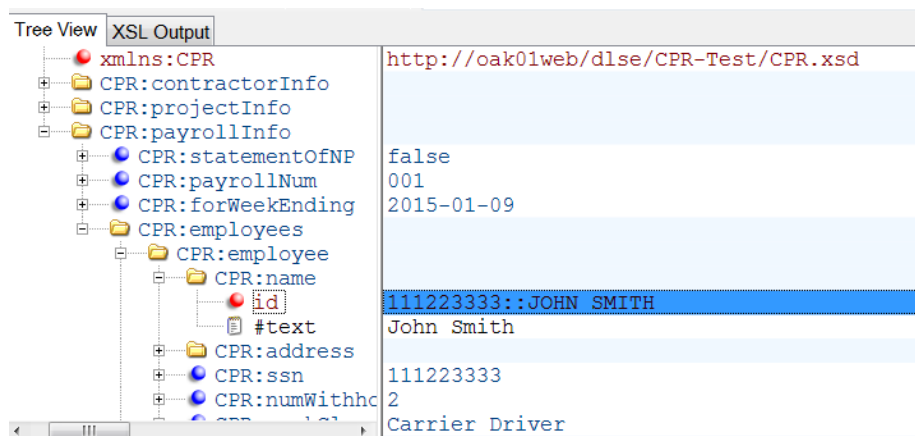 Tree View XSL Output
xmlns:CPR http://oak01web/dlse/CPR-Test/CPR.xsd
CPR:contractorInfo
CPR:projectInfo
CPR:payrollInfo
CPR:statementOfNP false
CPR:payrollNum 001
CPR:forWeekEnding 2015-01-09
CPR:employees
CPR:employee
CPR:name
id 111223333::JOHN SMITH
#text John Smith
CPR:address
CPR:ssn 111223333
CPR:numWithho 2
Carrier Driver